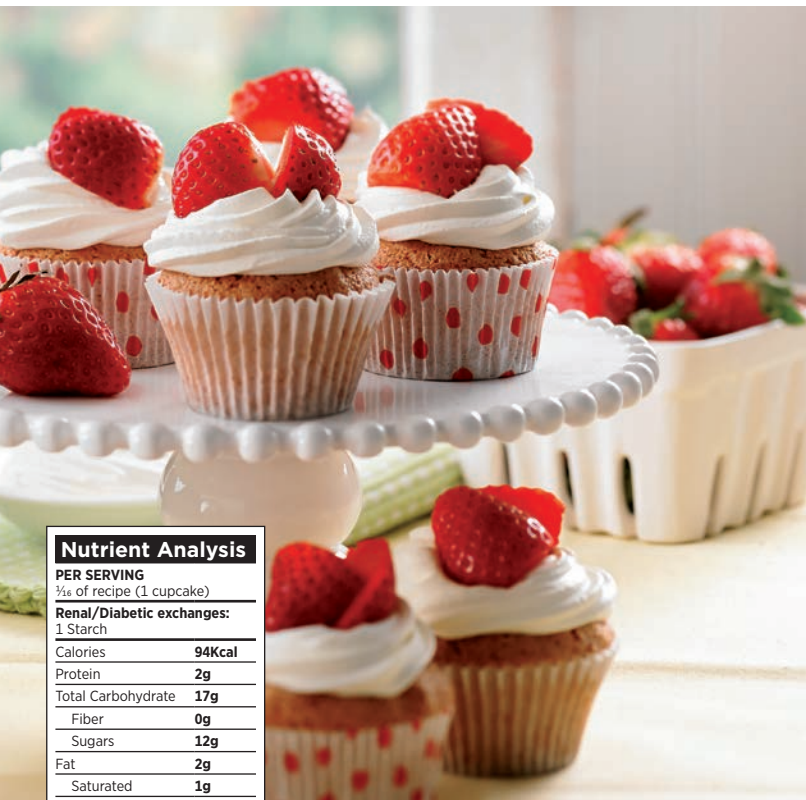 Nutrient Analysis
PER SERVING
1⁄16 of recipe (1 cupcake)
Renal/Diabetic exchanges:
1 Starch
Calories 94Kcal
Protein 2g
Total Carbohydrate 17g
Fiber 0g
Sugars 12g
Fat 2g
Saturated 1g